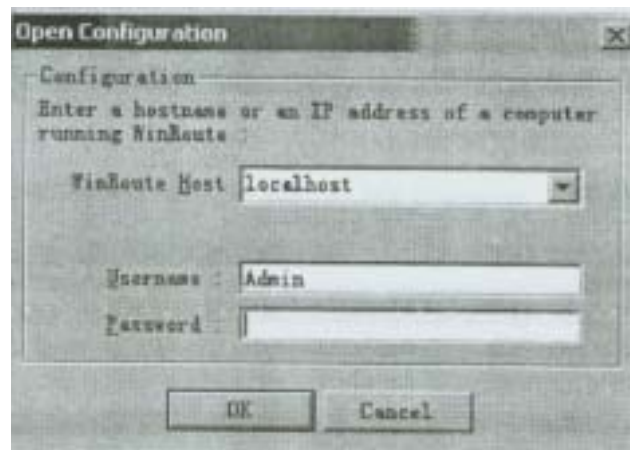 Open Configuration
Configuration
Enter a hostname or an IP address of a computer
running WinRoute :
WinRoute Host localhost
Username : Admin
Password :
OK Cancel